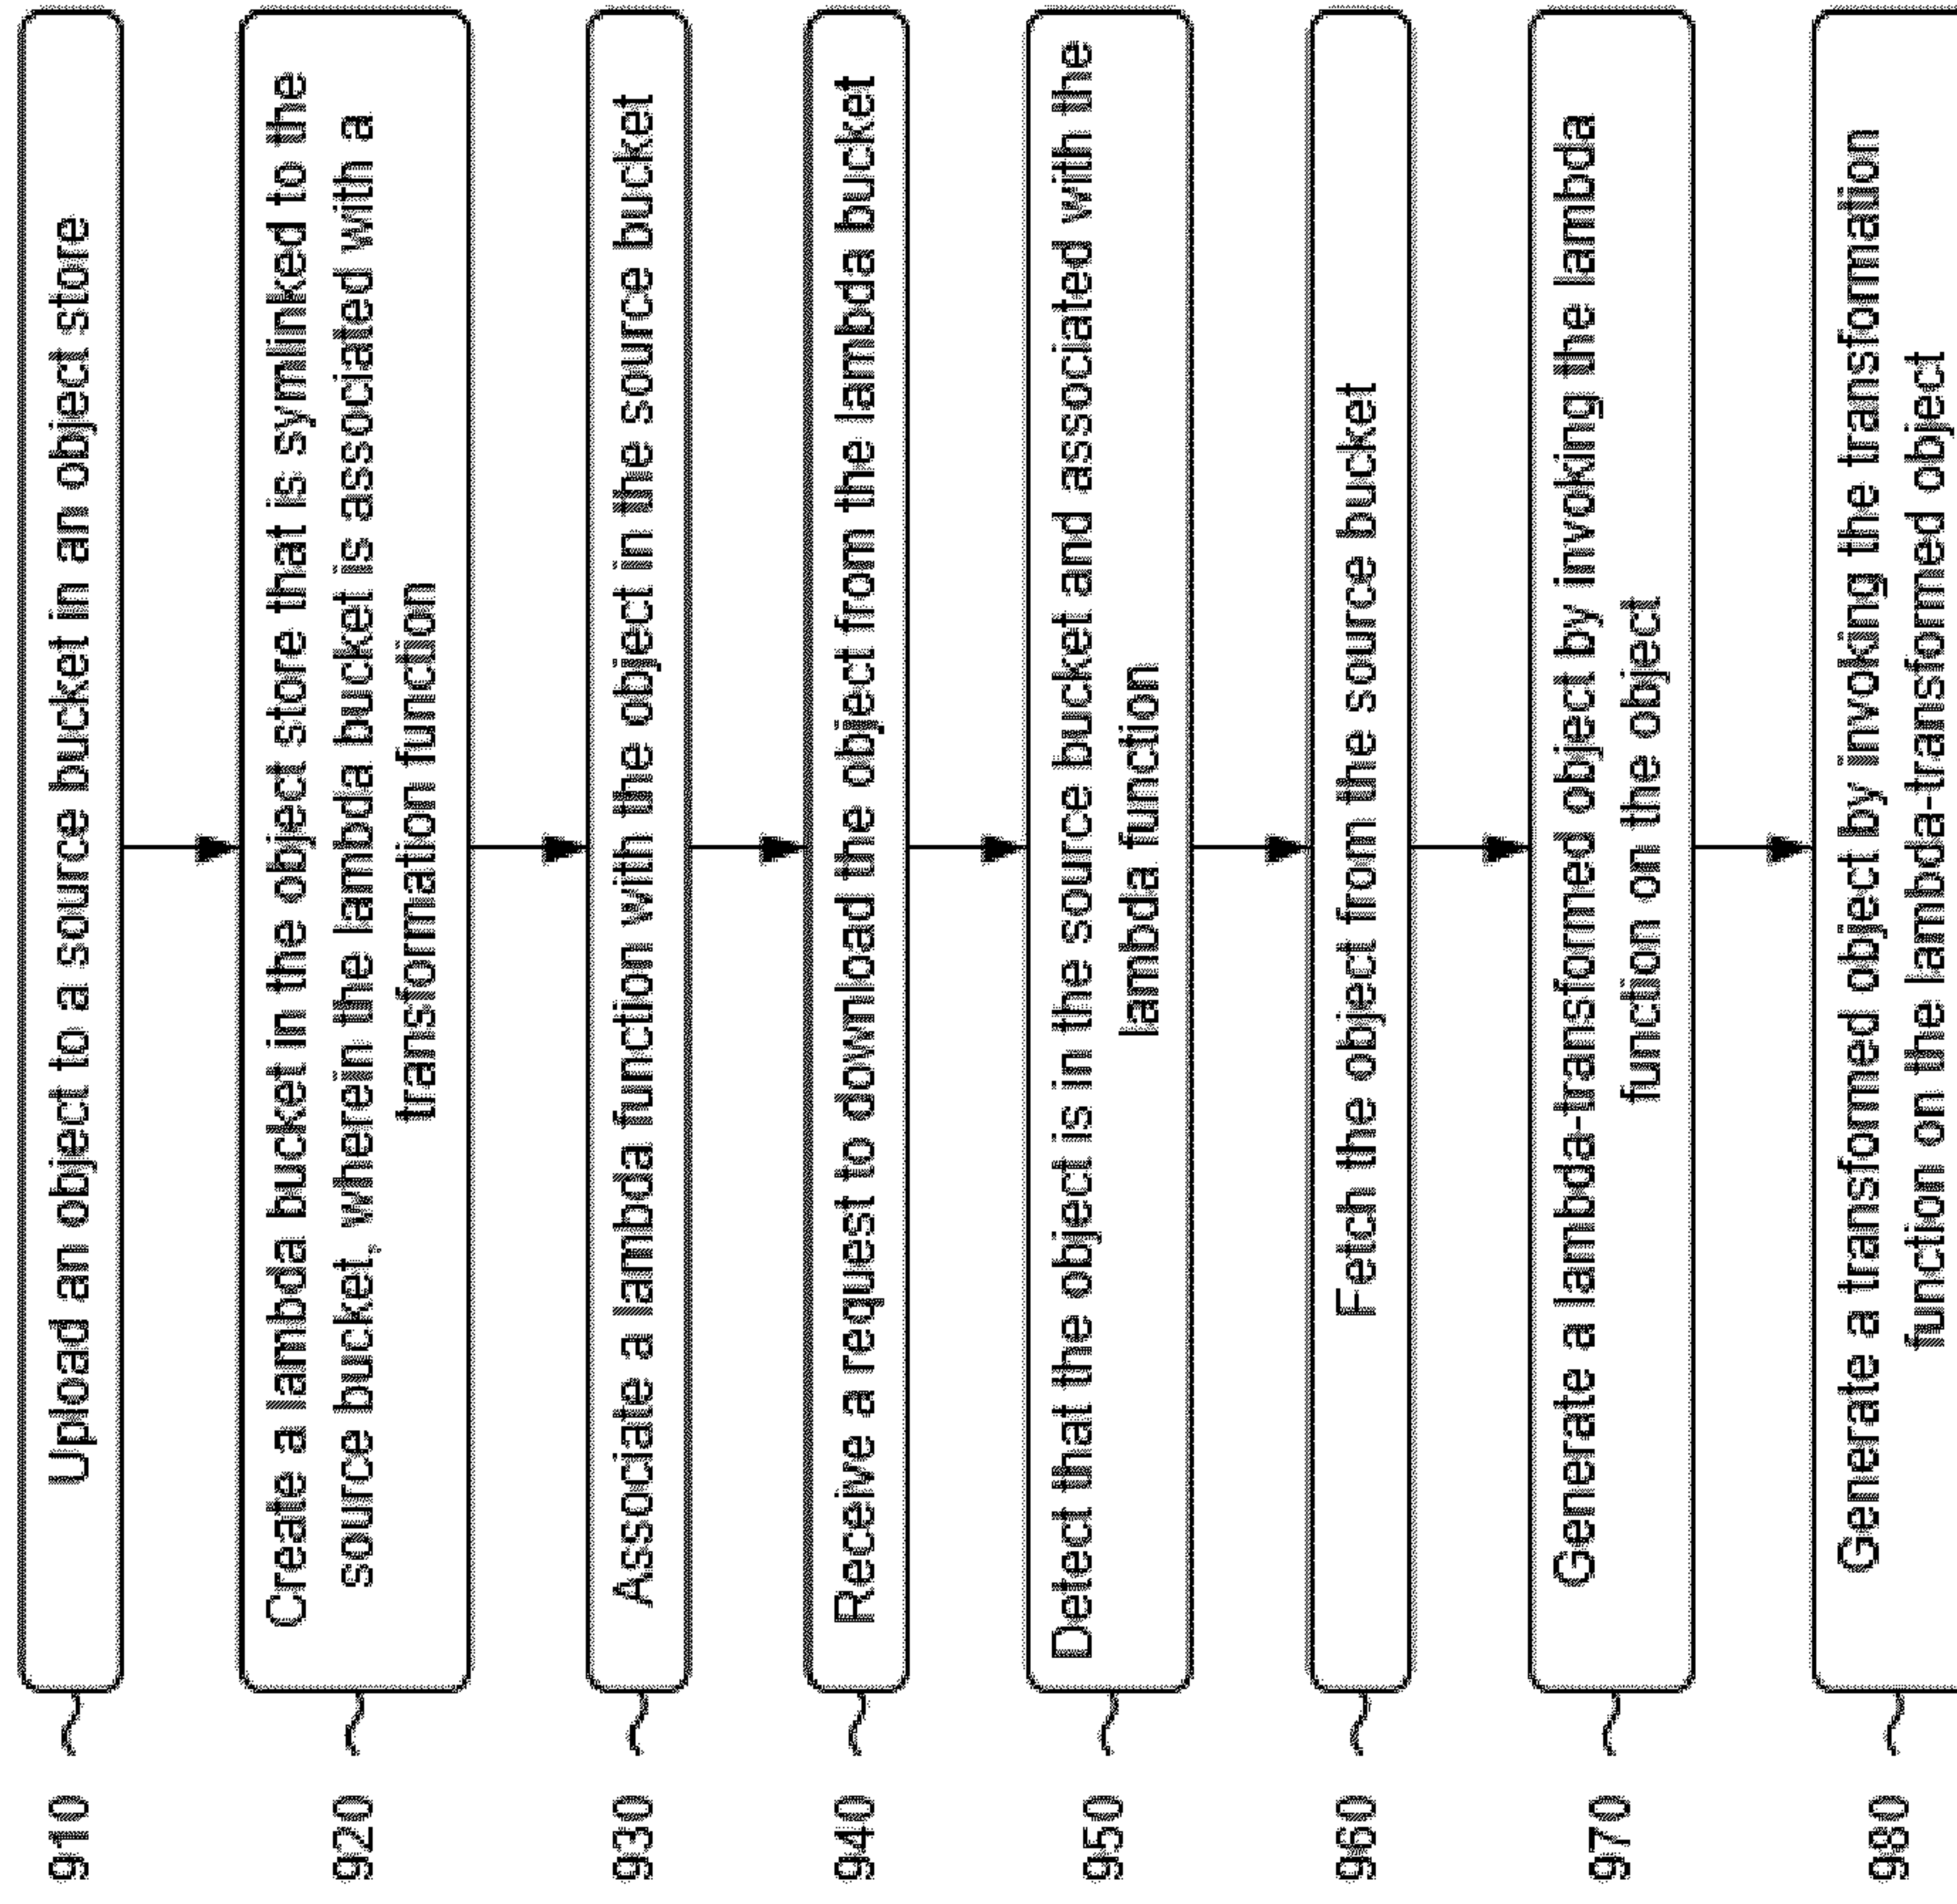 910
Upload an object to a source bucket in an object store
920
Create a lambda bucket in the object store that is symlinked to the
source bucket, wherein the lambda bucket is associated with a
transformation function
930
Associate a lambda function with the object in the source bucket
940
Receive a request to download the object from the lambda bucket
950
Detect that the object is in the source bucket and associated with the
lambda function
960
Fetch the object from the source bucket
970
Generate a lambda-transformed object by invoking the lambda
function on the object
980
Generate a transformed object by invoking the transformation
function on the lambda-transformed object